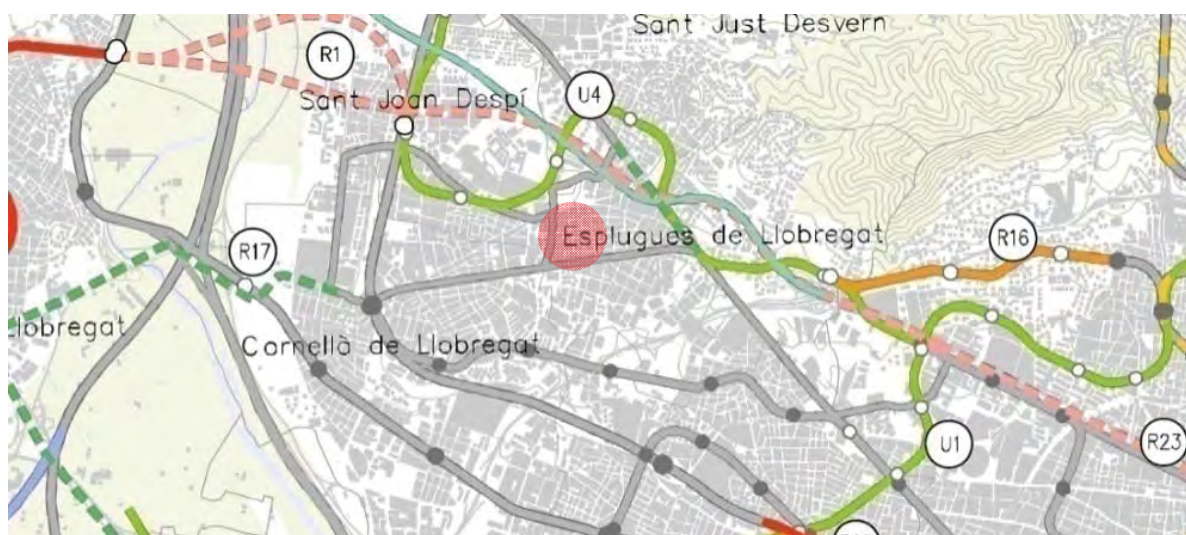 Sant Just Desvern
R1
Sant Joan Despí
U4
Esplugues de Llobregat
R17
R16
Llobregat
Cornellà de Llobregat
U1
R23